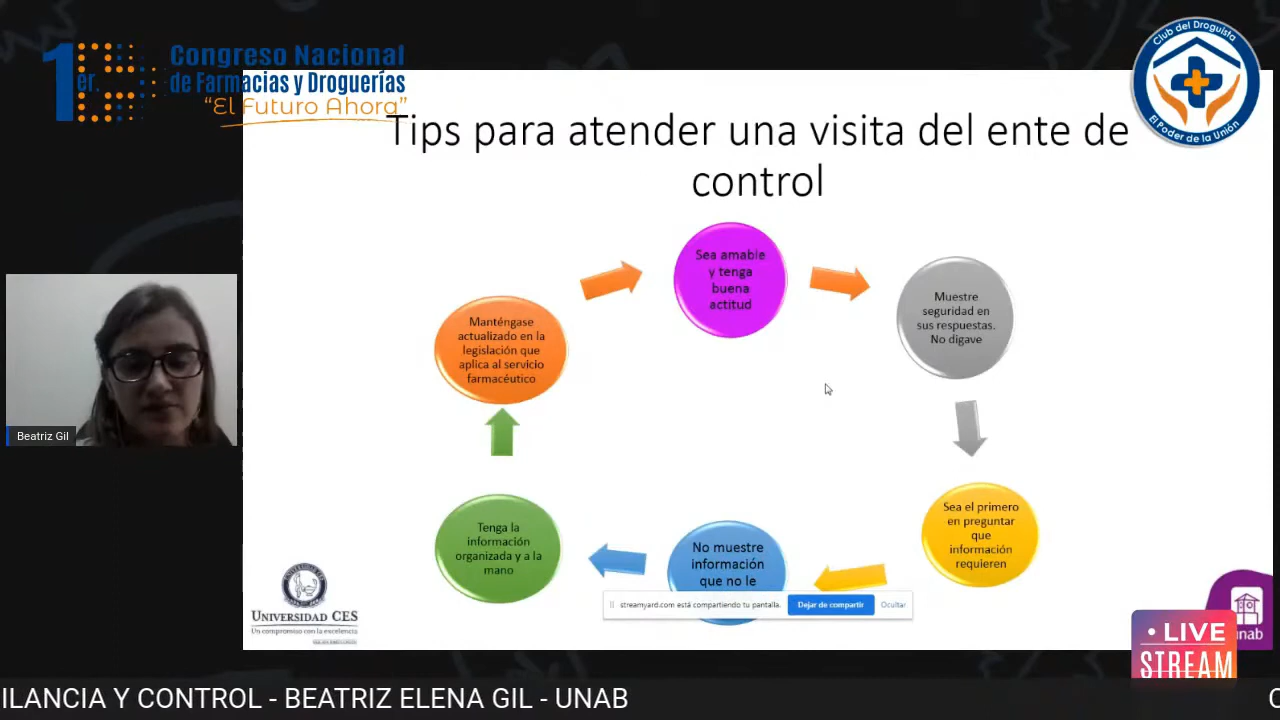 1er.
Congreso Nacional
de Farmacias y Droguerías
“El Futuro Ahora”
Club del Droguista
El Poder de la Unión
Tips para atender una visita del ente de
control
Sea amable
y tenga
buena
actitud
Muestre
seguridad en
sus respuestas.
No digave
Sea el primero
en preguntar
que
información
requieren
No muestre
información
que no le
Tenga la
información
organizada y a la
mano
Manténgase
actualizado en la
legislación que
aplica al servicio
farmacéutico
Beatriz Gil
streamyard.com está compartiendo tu pantalla.
Dejar de compartir
Ocultar
UNIVERSIDAD CES
Un compromiso con la excelencia
unab
• LIVE
STREAM
ILANCIA Y CONTROL - BEATRIZ ELENA GIL - UNAB